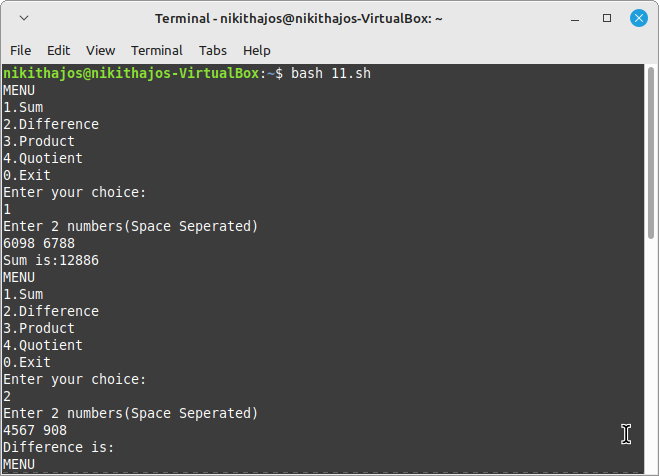 Terminal - nikithajos@nikithajos-VirtualBox: ~
File Edit View Terminal Tabs Help
nikithajos@nikithajos-VirtualBox:~$ bash 11.sh
MENU
1.Sum
2.Difference
3.Product
4.Quotient
0.Exit
Enter your choice:
1
Enter 2 numbers(Space Seperated)
6098 6788
Sum is:12886
MENU
1.Sum
2.Difference
3.Product
4.Quotient
0.Exit
Enter your choice:
2
Enter 2 numbers(Space Seperated)
4567 908
Difference is:
MENU